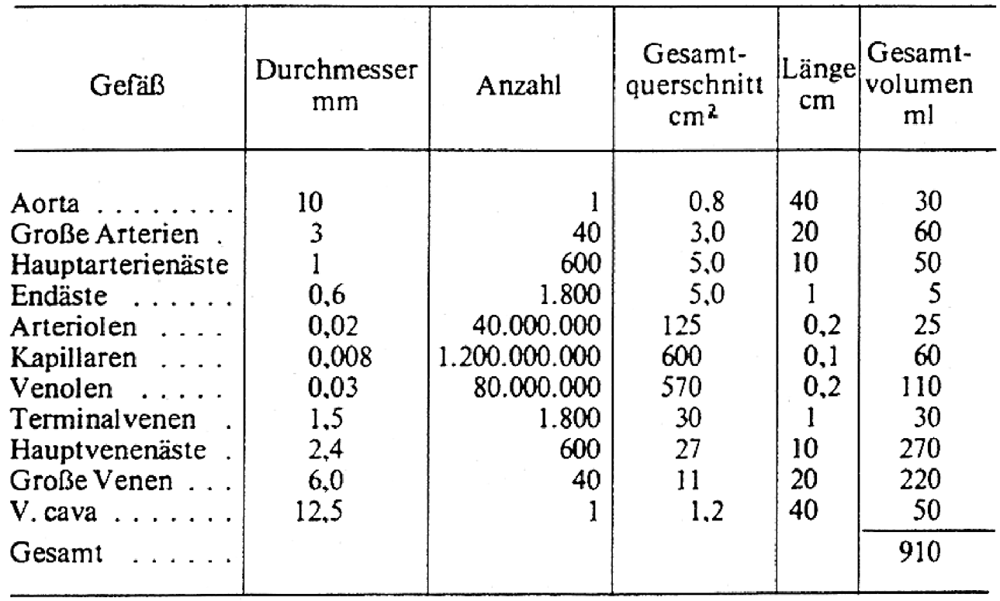 Gefäß | Durchmesser mm | Anzahl | Gesamt-querschnitt cm² | Länge cm | Gesamt-volumen ml
Aorta . . . . . . . . | 10 | 1 | 0.8 | 40 | 30
Große Arterien . | 3 | 40 | 3,0 | 20 | 60
Hauptarterienäste | 1 | 600 | 5,0 | 10 | 50
Endäste . . . . . . | 0,6 | 1.800 | 5,0 | 1 | 5
Arteriolen . . . . | 0,02 | 40.000.000 | 125 | 0,2 | 25
Kapillaren . . . . | 0,008 | 1.200.000.000 | 600 | 0,1 | 60
Venolen . . . . . | 0,03 | 80.000.000 | 570 | 0,2 | 110
Terminalvenen . | 1,5 | 1.800 | 30 | 1 | 30
Hauptvenenäste . | 2,4 | 600 | 27 | 10 | 270
Große Venen . . . | 6,0 | 40 | 11 | 20 | 220
V. cava . . . . . . . | 12,5 | 1 | 1,2 | 40 | 50
Gesamt . . . . . . | 910